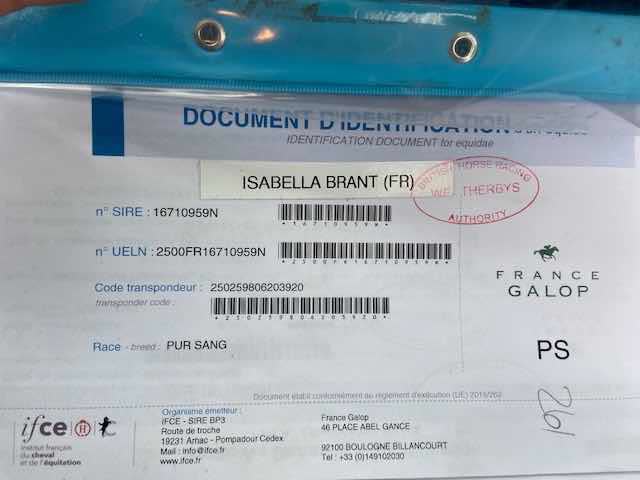 DOCUMENT D'IDENTIFICATION d'un équidé
IDENTIFICATION DOCUMENT for equidae
ISABELLA BRANT (FR)
BRITISH HORSE RACING
WEATHERBYS
AUTHORITY
n° SIRE : 16710959N
*16710959N*
n° UELN : 2500FR16710959N
Code transpondeur : 250259806203920
transponder code :
*250259806203920*
FRANCE
GALOP
Race - breed : PUR SANG
PS
261
Document établi conformément au règlement d'exécution (UE) 2015/262
ifce
institut français
du cheval
et de l'équitation
Organisme émetteur :
IFCE - SIRE BP3
Route de troche
19231 Arnac - Pompadour Cedex
Mail : info@ifce.fr
www.ifce.fr
France Galop
46 PLACE ABEL GANCE
92100 BOULOGNE BILLANCOURT
Tel : +33 (0)149102030